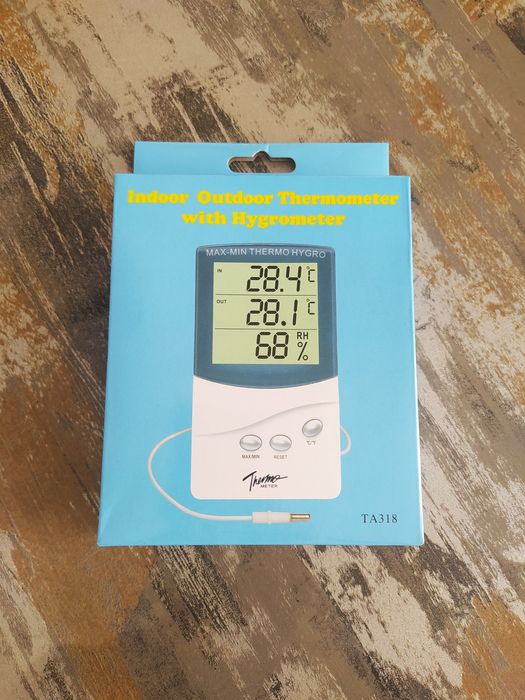 Indoor Outdoor Thermometer
with Hygrometer
MAX-MIN THERMO HYGRO
IN 28.4 °C
OUT 28.1 °C
68 RH %
MAX/MIN RESET °C/°F
Thermo
METER
TA318